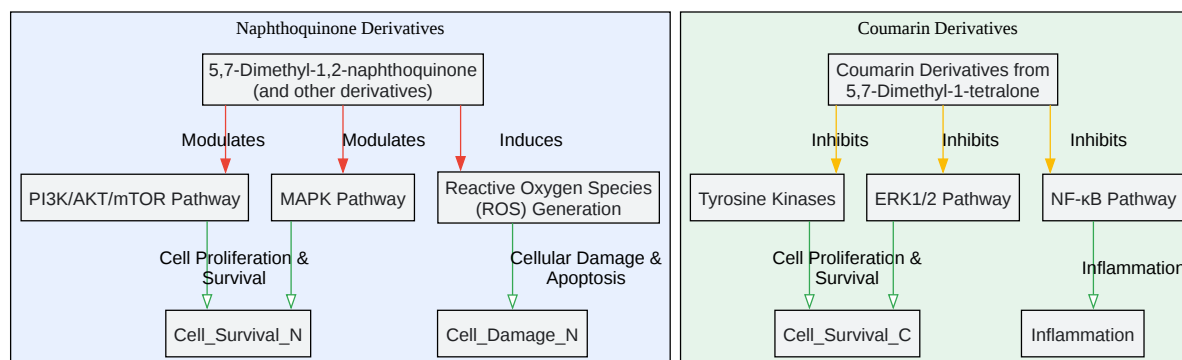 Naphthoquinone Derivatives
5,7-Dimethyl-1,2-naphthoquinone
(and other derivatives)
Modulates
Modulates
Induces
PI3K/AKT/mTOR Pathway
MAPK Pathway
Reactive Oxygen Species
(ROS) Generation
Cell Proliferation &
Survival
Cellular Damage &
Apoptosis
Cell_Survival_N
Cell_Damage_N
Coumarin Derivatives
Coumarin Derivatives from
5,7-Dimethyl-1-tetralone
Inhibits
Inhibits
Inhibits
Tyrosine Kinases
ERK1/2 Pathway
NF-κB Pathway
Cell Proliferation &
Survival
Inflammation
Cell_Survival_C
Inflammation